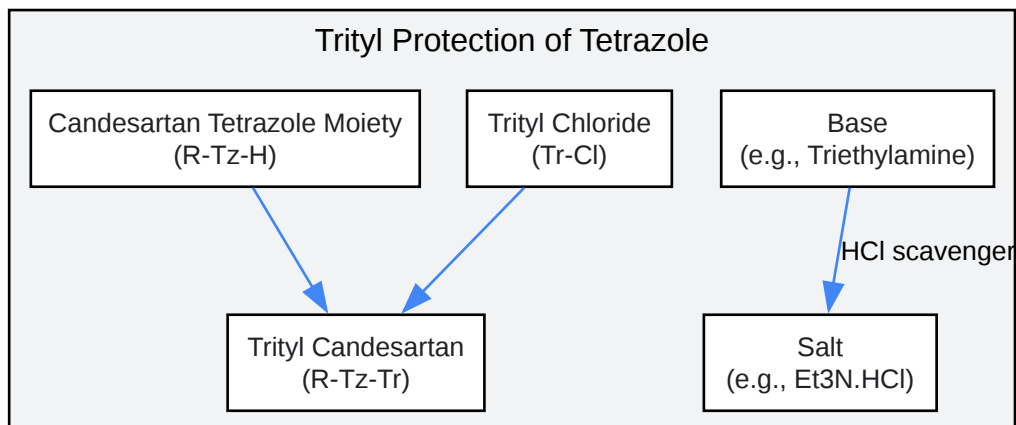 Trityl Protection of Tetrazole
Candesartan Tetrazole Moiety
(R-Tz-H)
Trityl Chloride
(Tr-Cl)
Base
(e.g., Triethylamine)
HCl scavenger
Trityl Candesartan
(R-Tz-Tr)
Salt
(e.g., Et3N.HCl)